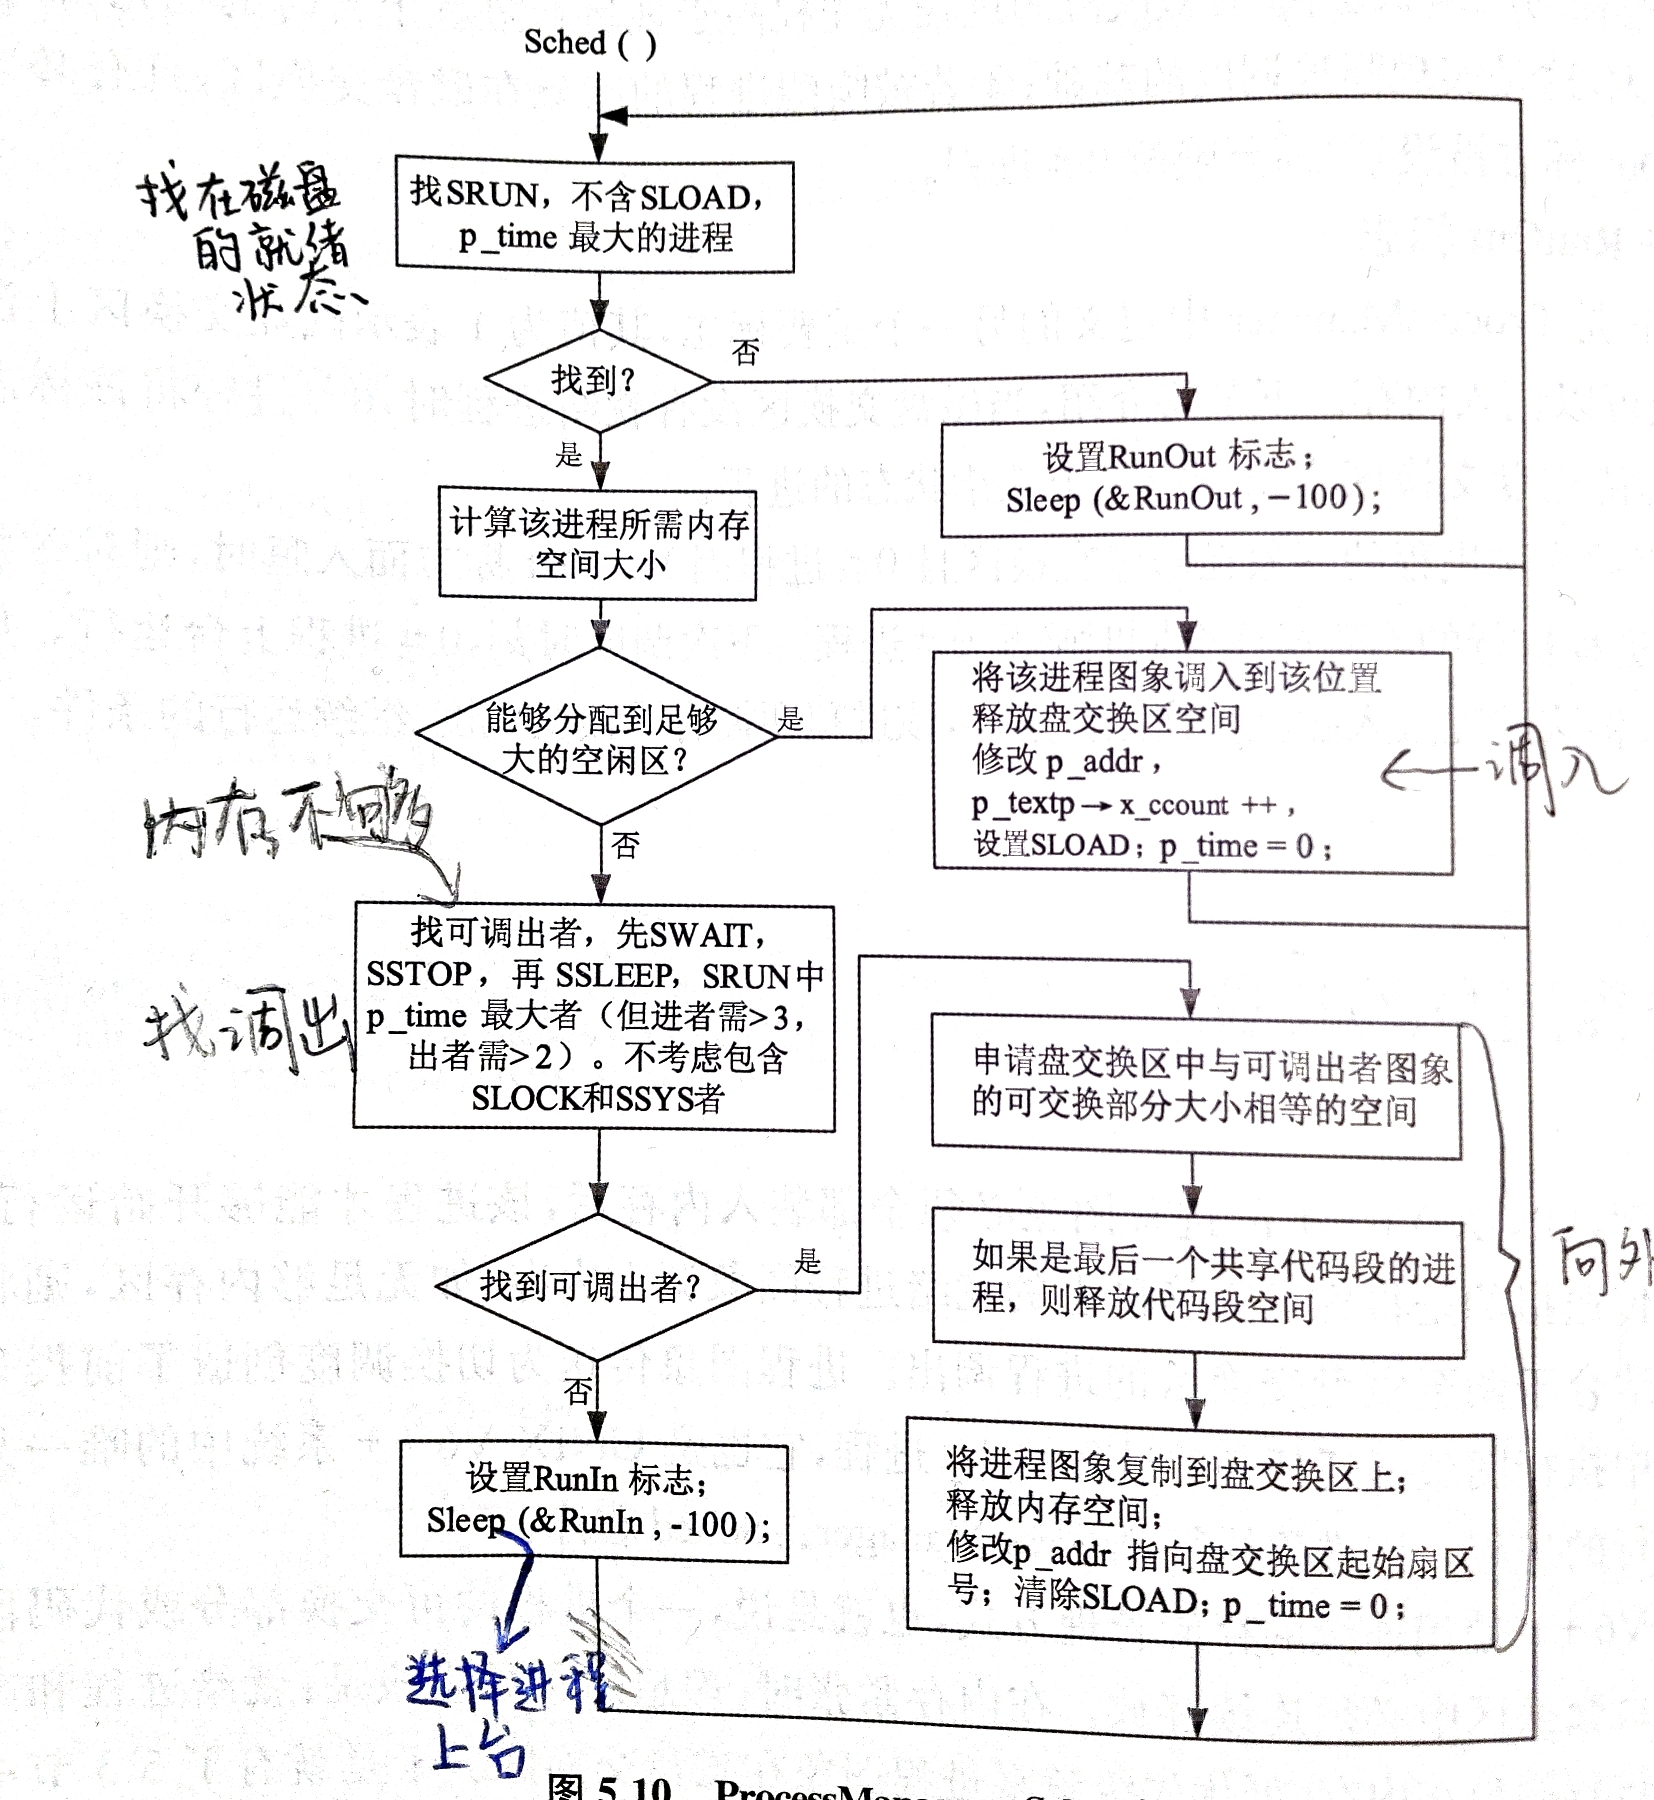 Sched ( )
找SRUN，不含SLOAD，
p_time 最大的进程
找在磁盘
的就绪
状态
找到？
否
是
设置RunOut 标志；
Sleep (&RunOut , −100 )；
计算该进程所需内存
空间大小
能够分配到足够
大的空闲区？
是
否
将该进程图象调入到该位置
释放盘交换区空间
修改 p_addr ，
p_textp→ x_ccount ++ ，
设置SLOAD；p_time = 0；
调入
内存不够
找可调出者，先SWAIT，
SSTOP，再 SSLEEP，SRUN中
p_time 最大者（但进者需>3，
出者需>2）。不考虑包含
SLOCK和SSYS者
找调出
申请盘交换区中与可调出者图象
的可交换部分大小相等的空间
找到可调出者？
是
否
如果是最后一个共享代码段的进
程，则释放代码段空间
向外
设置RunIn 标志；
Sleep (&RunIn , -100 )；
将进程图象复制到盘交换区上；
释放内存空间；
修改p_addr 指向盘交换区起始扇区
号；清除SLOAD；p_time = 0；
选择进程
上台
图 5.10